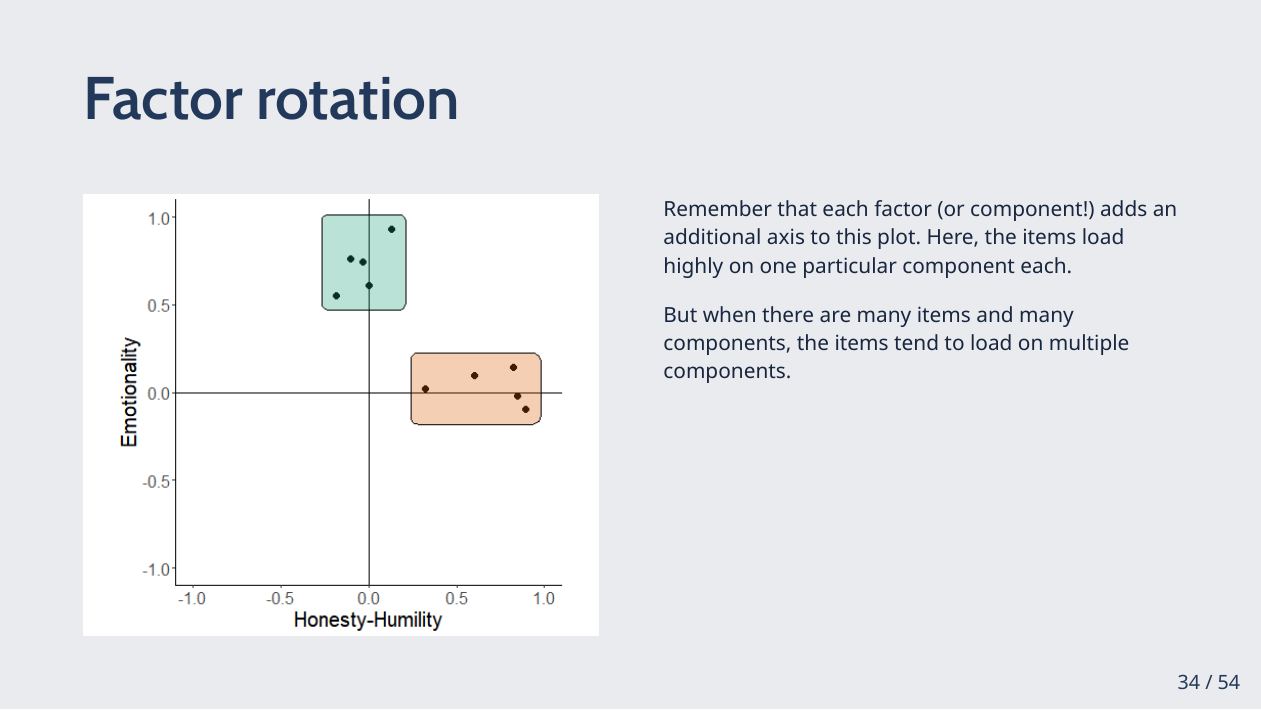 Factor rotation
1.0
0.5
0.0
-0.5
-1.0
Emotionality
-1.0 -0.5 0.0 0.5 1.0
Honesty-Humility
Remember that each factor (or component!) adds an
additional axis to this plot. Here, the items load
highly on one particular component each.
But when there are many items and many
components, the items tend to load on multiple
components.
34 / 54